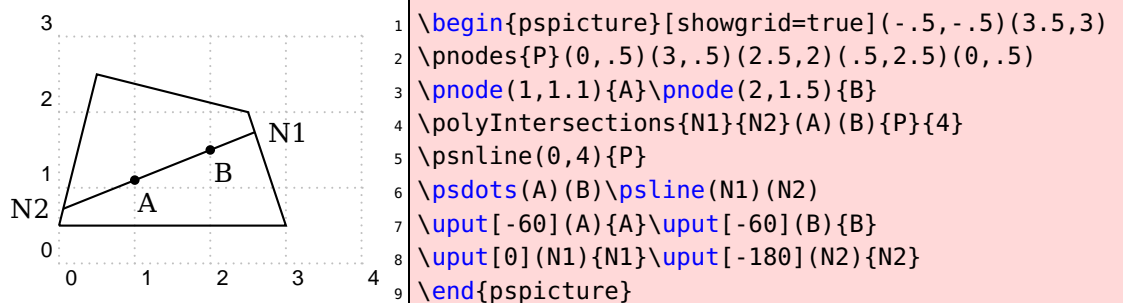 3
2
N1
B
1
A
N2
0
0 1 2 3 4
1 \begin{pspicture}[showgrid=true](-.5,-.5)(3.5,3)
2 \pnodes{P}(0,.5)(3,.5)(2.5,2)(.5,2.5)(0,.5)
3 \pnode(1,1.1){A}\pnode(2,1.5){B}
4 \polyIntersections{N1}{N2}(A)(B){P}{4}
5 \psnline(0,4){P}
6 \psdots(A)(B)\psline(N1)(N2)
7 \uput[-60](A){A}\uput[-60](B){B}
8 \uput[0](N1){N1}\uput[-180](N2){N2}
9 \end{pspicture}